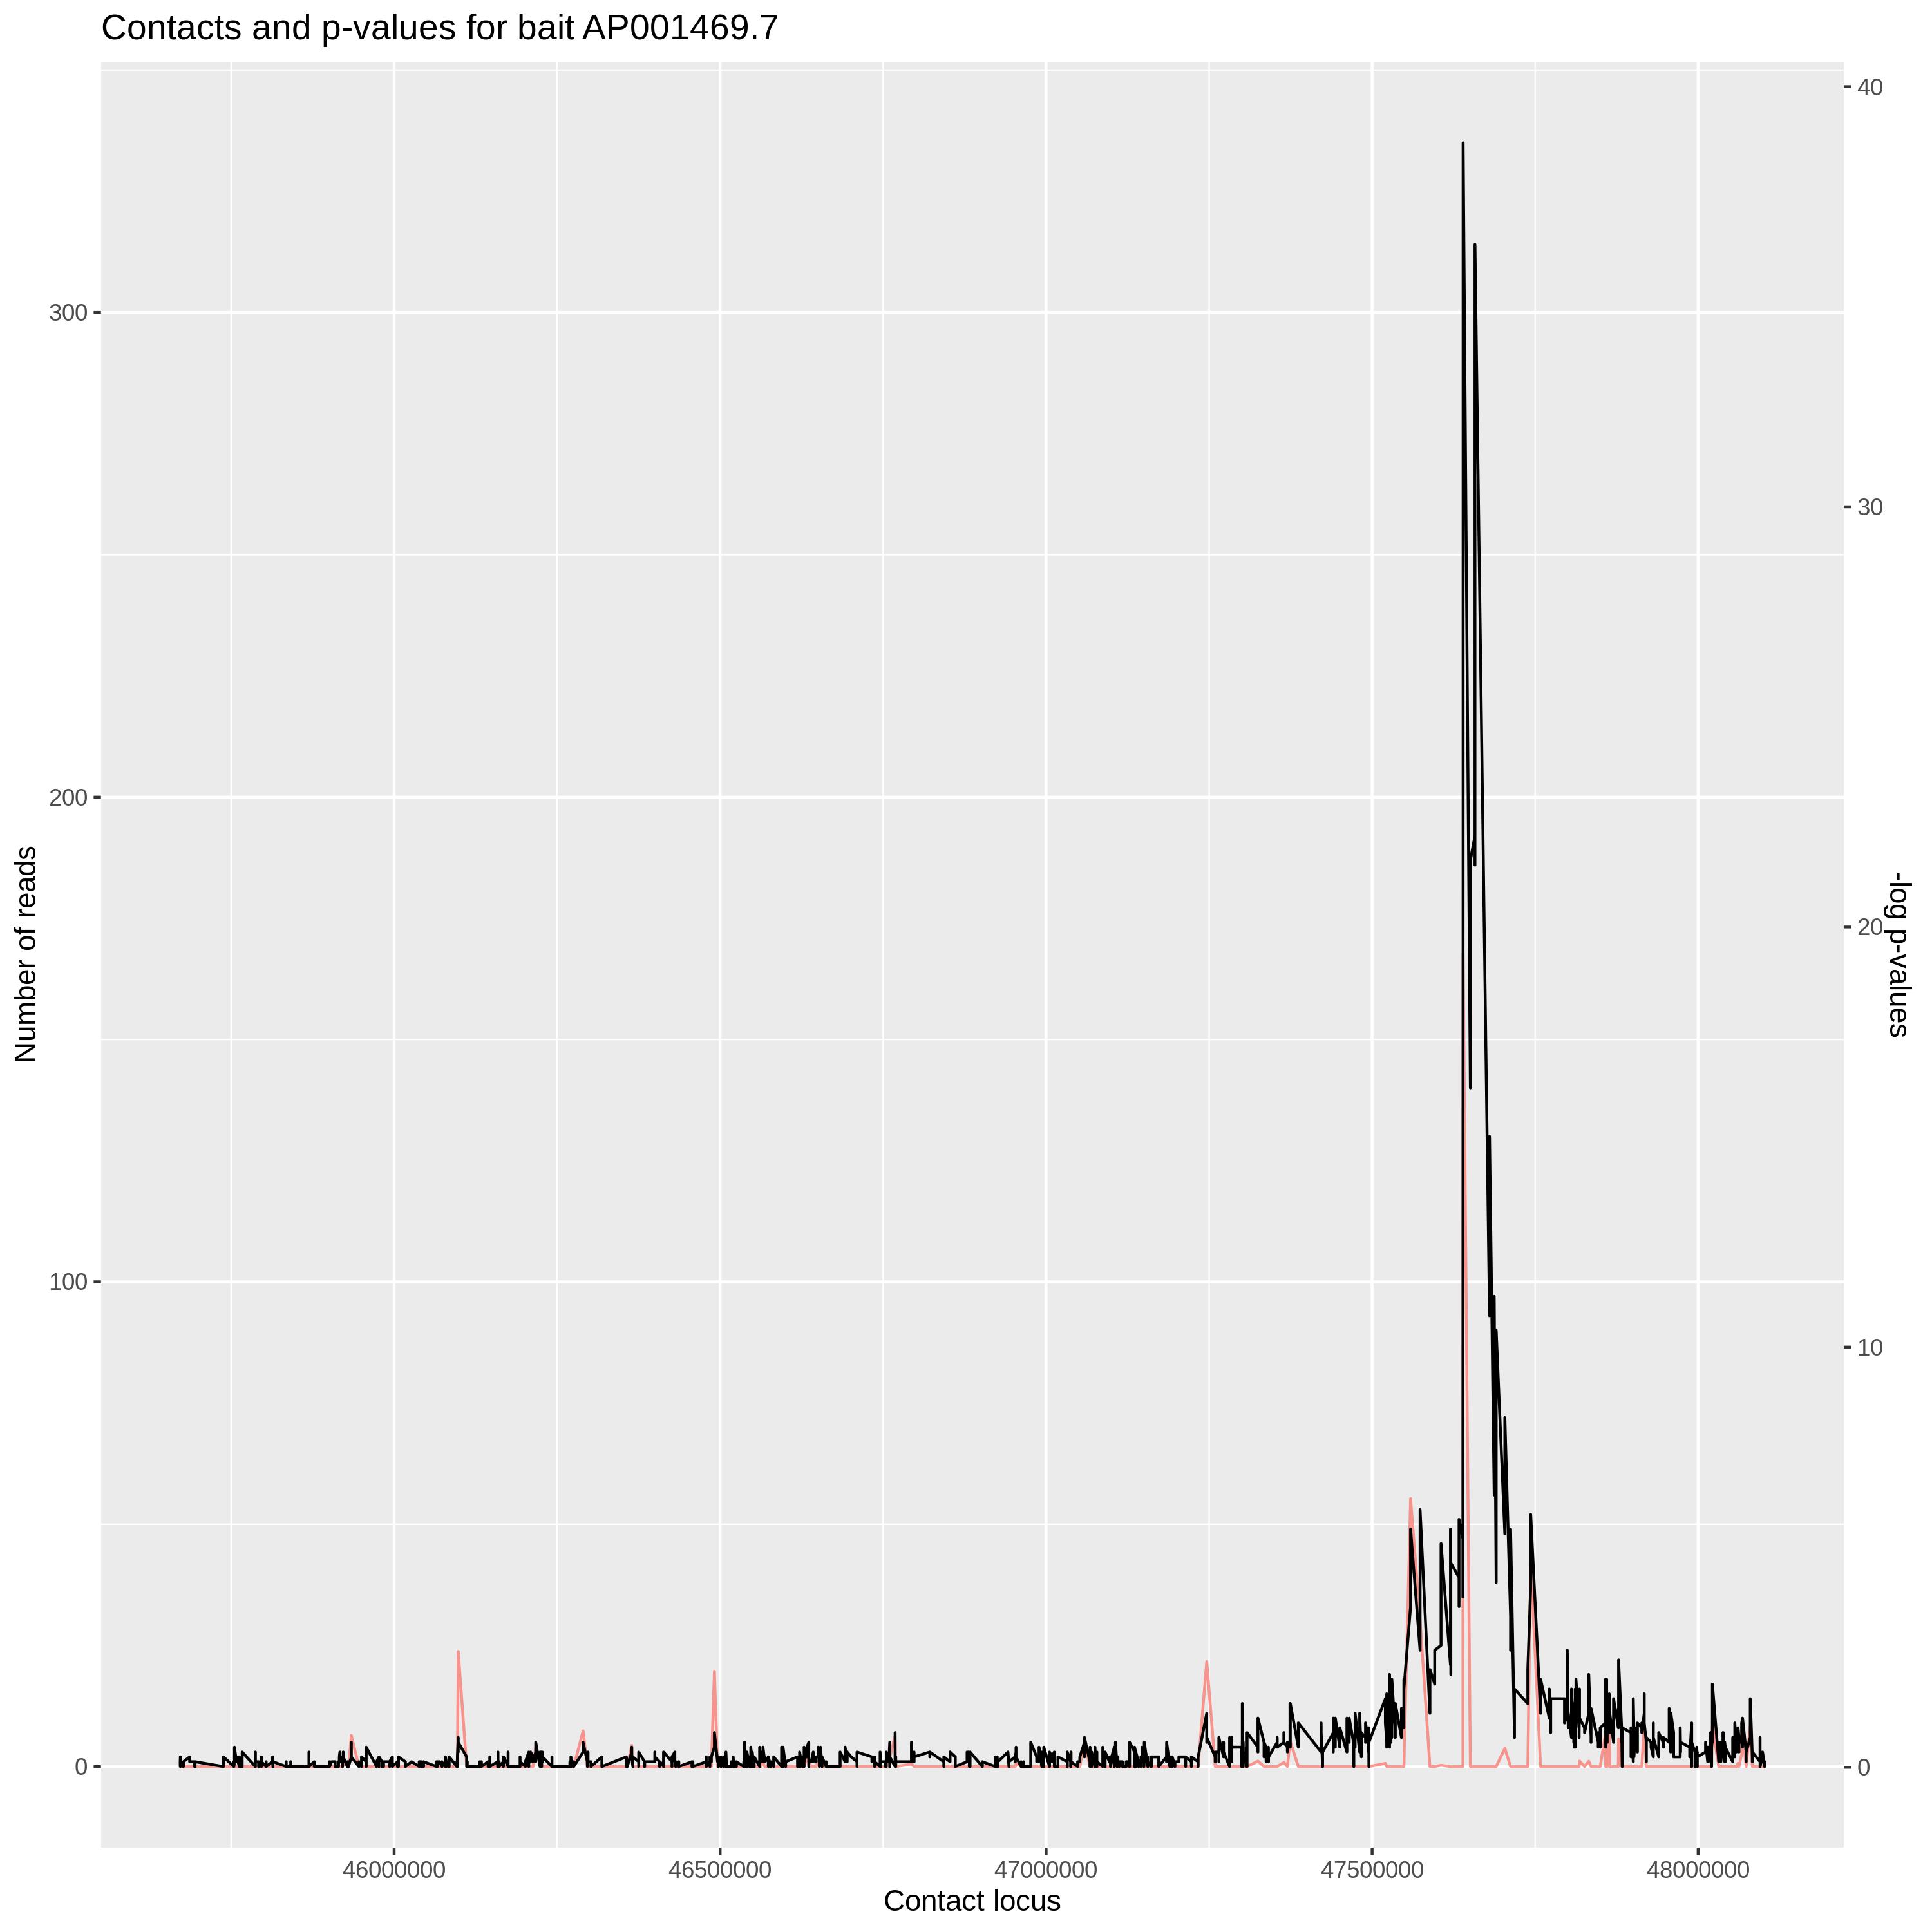 Contacts and p-values for bait AP001469.7
40
300
30
200
20
Number of reads
-log p-values
100
10
0
0
46000000 46500000 47000000 47500000 48000000
Contact locus